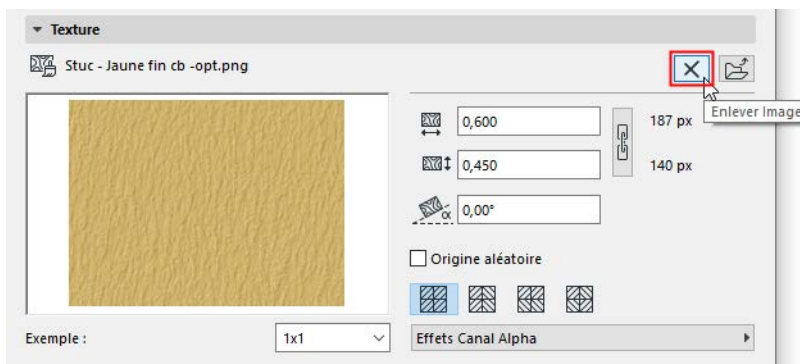 Texture
Stuc - Jaune fin cb -opt.png
Enlever Image
0,600
187 px
0,450
140 px
α 0,00°
Origine aléatoire
Exemple :
1x1
Effets Canal Alpha